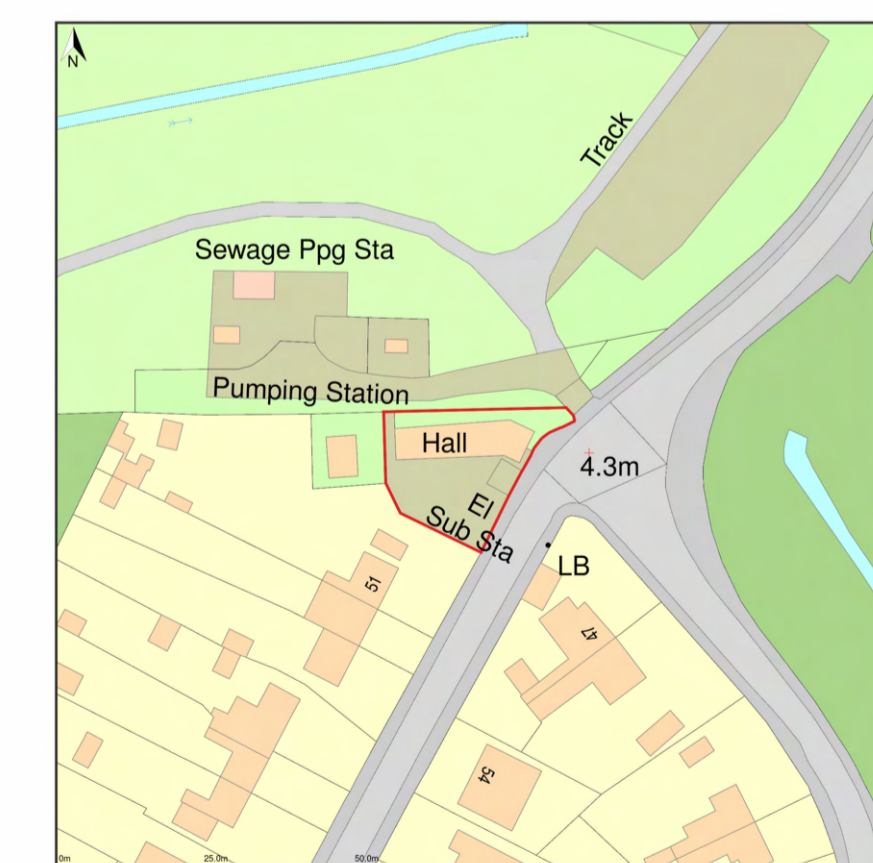 N
Track
Sewage Ppg Sta
Pumping Station
Hall
4.3m
El
Sub Sta
LB
51
47
54
0m
25.0m
50.0m